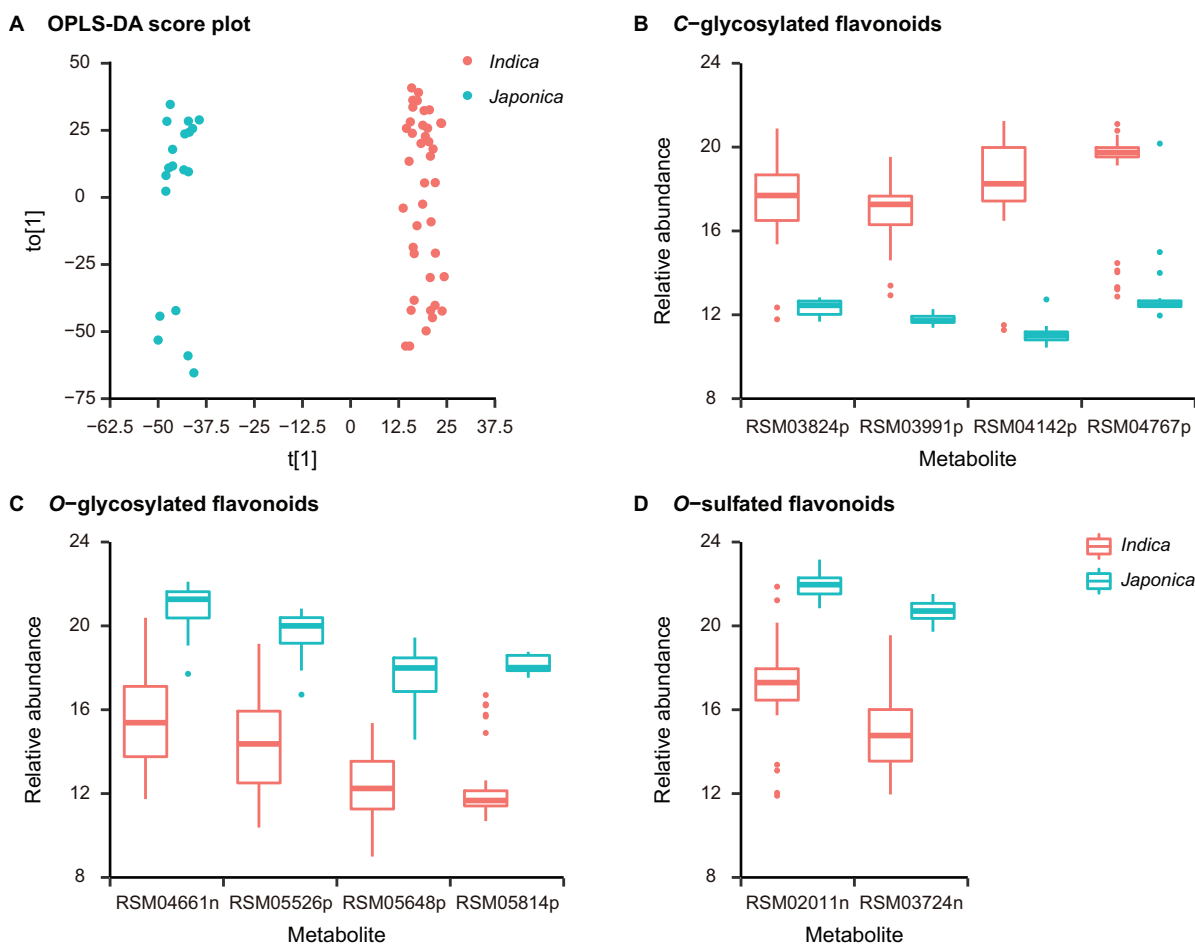 A OPLS-DA score plot
50
25
0
−25
−50
−75
to[1]
−62.5 −50 −37.5 −25 −12.5 0 12.5 25 37.5
t[1]
Indica
Japonica
B C−glycosylated flavonoids
24
20
16
12
8
Relative abundance
RSM03824p RSM03991p RSM04142p RSM04767p
Metabolite
C O−glycosylated flavonoids
24
20
16
12
8
Relative abundance
RSM04661n RSM05526p RSM05648p RSM05814p
Metabolite
D O−sulfated flavonoids
24
20
16
12
8
Relative abundance
RSM02011n RSM03724n
Metabolite
Indica
Japonica